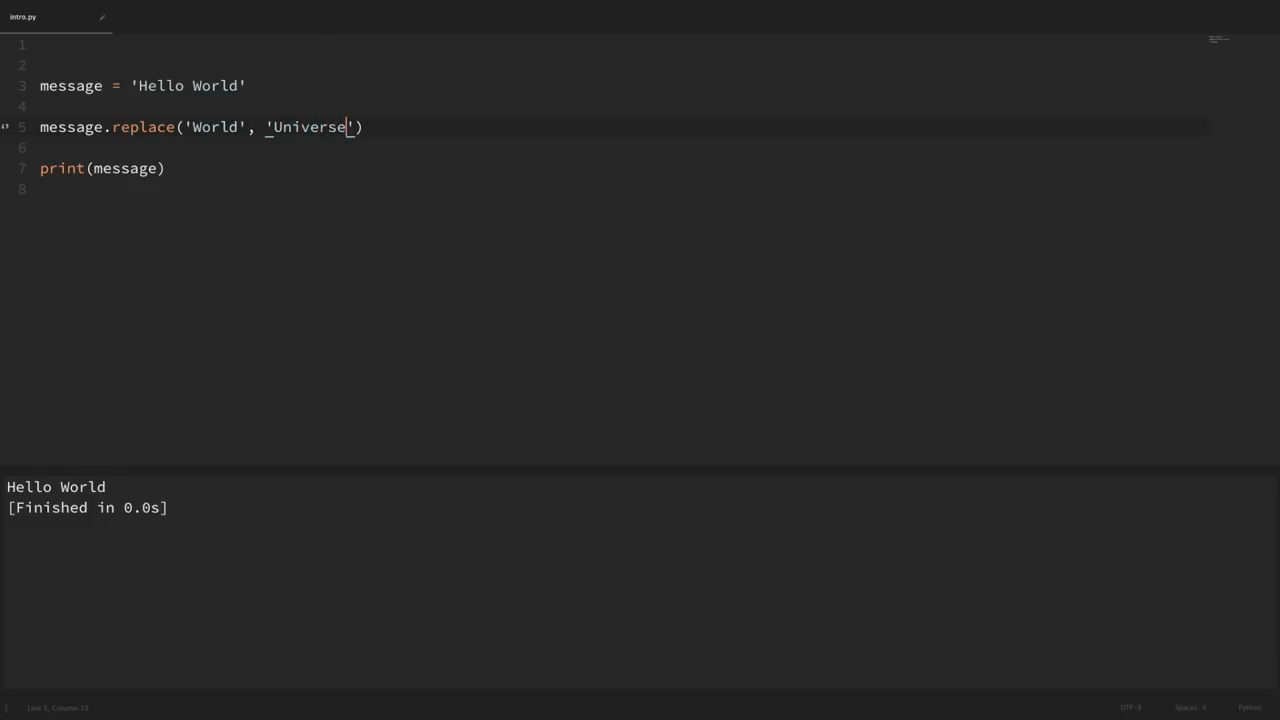 intro.py
1
2
3 message = 'Hello World'
4
5 message.replace('World', 'Universe')
6
7 print(message)
8
Hello World
[Finished in 0.0s]
Line 5, Column 33 UTF-8 Spaces: 4 Python